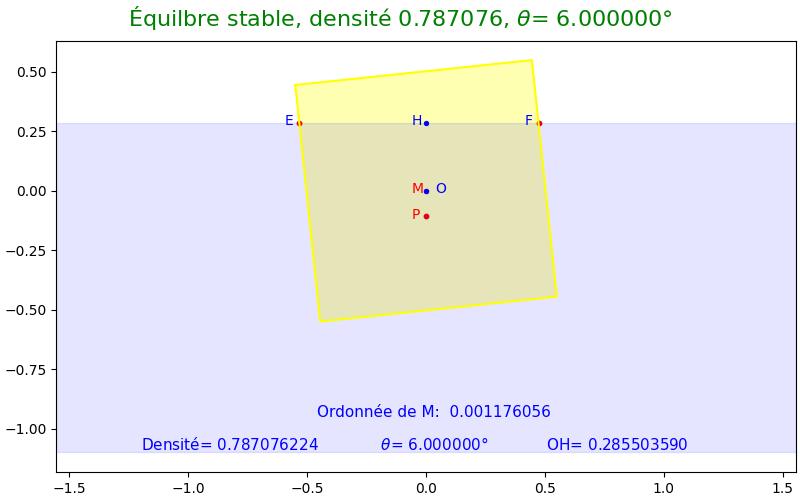 Équilbre stable, densité 0.787076, θ= 6.000000°
0.50
0.25
0.00
−0.25
−0.50
−0.75
−1.00
E H F
M O
P
Ordonnée de M: 0.001176056
Densité= 0.787076224 θ= 6.000000° OH= 0.285503590
−1.5 −1.0 −0.5 0.0 0.5 1.0 1.5